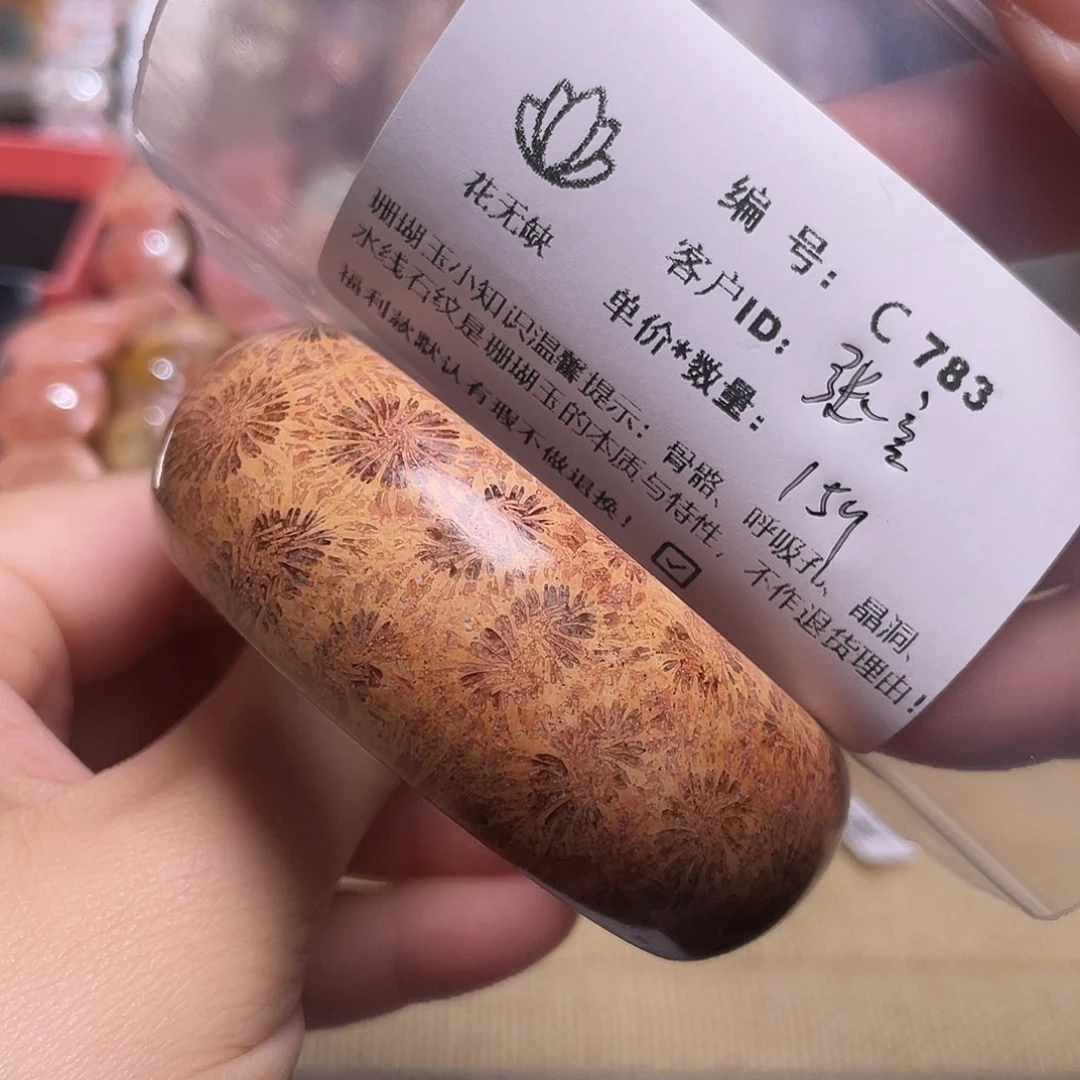 花无缺
编号: C783
客户ID: 张
单价*数量: 159
珊瑚玉小知识温馨提示: 骨骼、呼吸孔、晶洞、
水线石纹是珊瑚玉的本质与特性, 不作退货理由!
福利款默认有瑕不做退换!